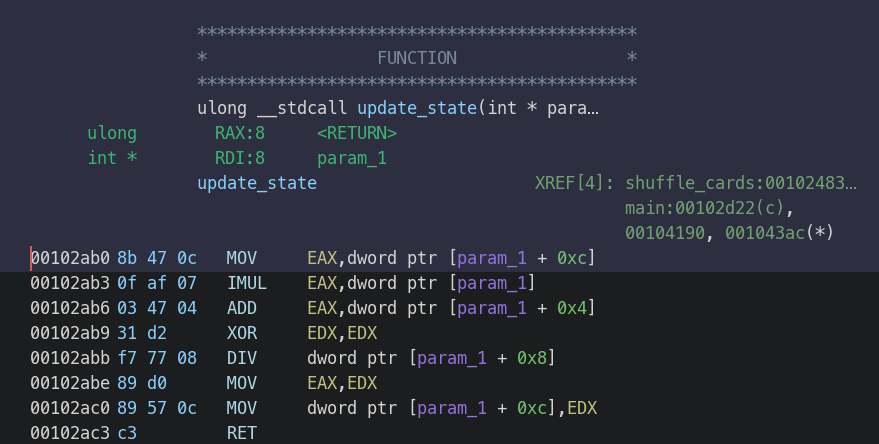 ********************************************
*                 FUNCTION                 *
********************************************
ulong __stdcall update_state(int * para…
ulong RAX:8 <RETURN>
int * RDI:8 param_1
update_state XREF[4]: shuffle_cards:00102483…
main:00102d22(c),
00104190, 001043ac(*)
00102ab0 8b 47 0c MOV EAX,dword ptr [param_1 + 0xc]
00102ab3 0f af 07 IMUL EAX,dword ptr [param_1]
00102ab6 03 47 04 ADD EAX,dword ptr [param_1 + 0x4]
00102ab9 31 d2 XOR EDX,EDX
00102abb f7 77 08 DIV dword ptr [param_1 + 0x8]
00102abe 89 d0 MOV EAX,EDX
00102ac0 89 57 0c MOV dword ptr [param_1 + 0xc],EDX
00102ac3 c3 RET